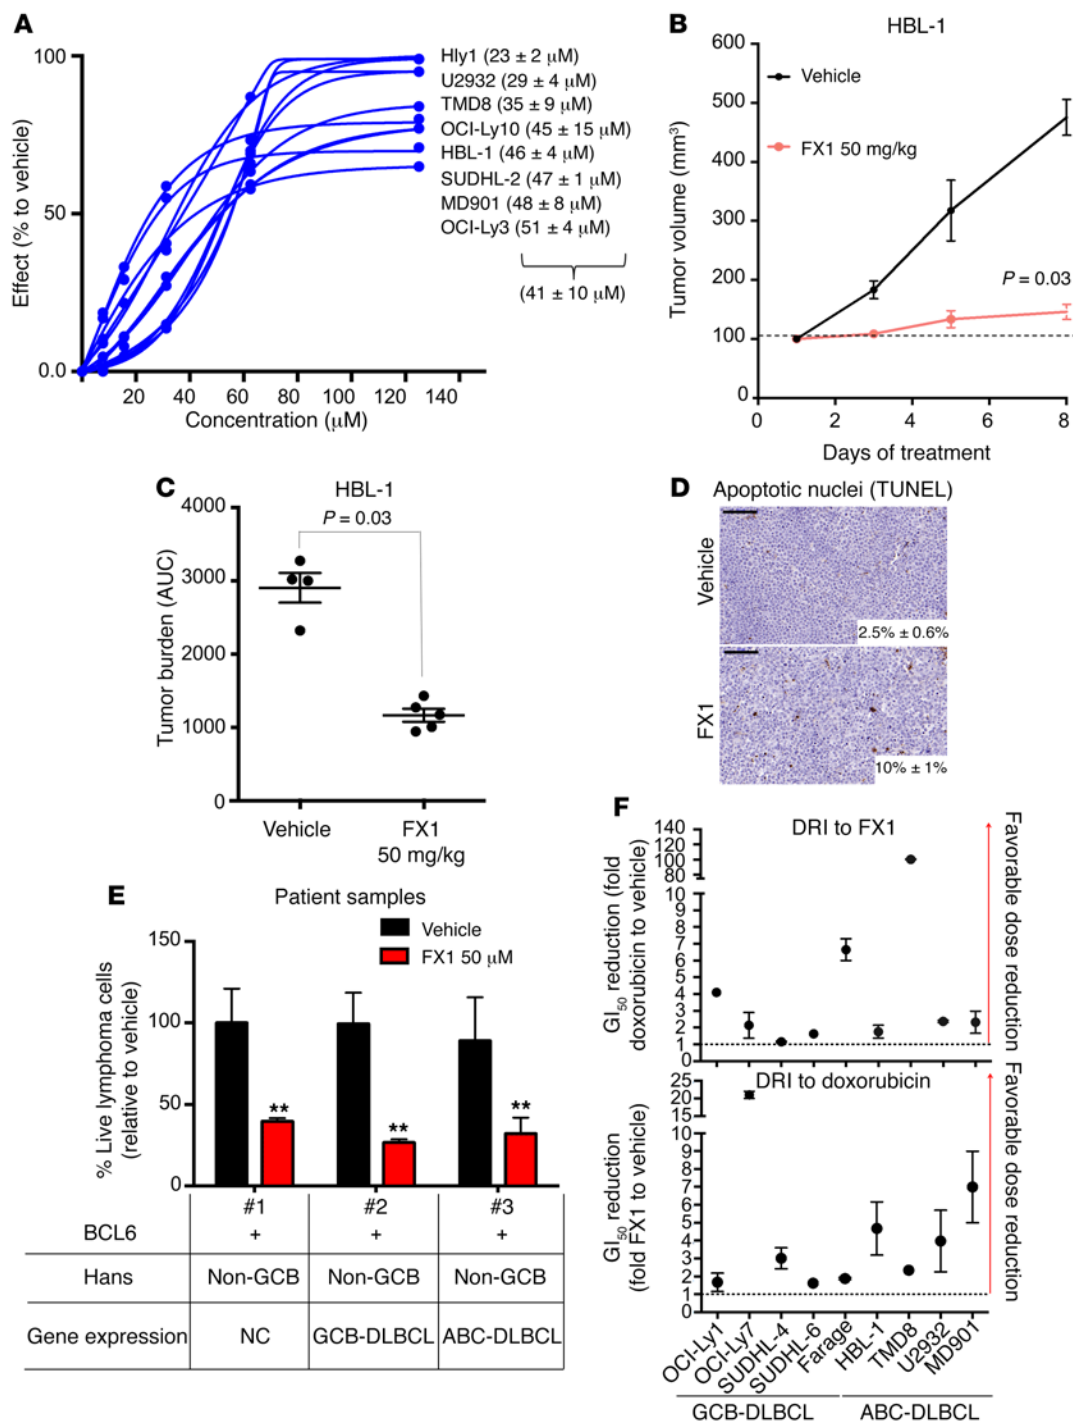 A
100
50
0.0
Effect (% to vehicle)
20 40 60 80 100 120 140
Concentration (μM)
Hly1 (23 ± 2 μM)
U2932 (29 ± 4 μM)
TMD8 (35 ± 9 μM)
OCI-Ly10 (45 ± 15 μM)
HBL-1 (46 ± 4 μM)
SUDHL-2 (47 ± 1 μM)
MD901 (48 ± 8 μM)
OCI-Ly3 (51 ± 4 μM)
(41 ± 10 μM)
B
HBL-1
600
500
400
300
200
100
0
Tumor volume (mm³)
Vehicle
FX1 50 mg/kg
P = 0.03
0 2 4 6 8
Days of treatment
C
HBL-1
P = 0.03
4000
3000
2000
1000
0
Tumor burden (AUC)
Vehicle FX1
50 mg/kg
D Apoptotic nuclei (TUNEL)
Vehicle
2.5% ± 0.6%
FX1
10% ± 1%
E
Patient samples
Vehicle
FX1 50 μM
150
100
50
0
% Live lymphoma cells
(relative to vehicle)
** ** **
#1 #2 #3
BCL6 + + +
Hans Non-GCB Non-GCB Non-GCB
Gene expression NC GCB-DLBCL ABC-DLBCL
F
DRI to FX1
140
120
100
80
10
9
8
7
6
5
4
3
2
1
0
GI50 reduction (fold
doxorubicin to vehicle)
Favorable dose reduction
DRI to doxorubicin
25
20
15
10
9
8
7
6
5
4
3
2
1
0
GI50 reduction
(fold FX1 to vehicle)
Favorable dose reduction
OCI-Ly1
OCI-Ly7
SUDHL-4
SUDHL-6
Farage
HBL-1
TMD8
U2932
MD901
GCB-DLBCL ABC-DLBCL